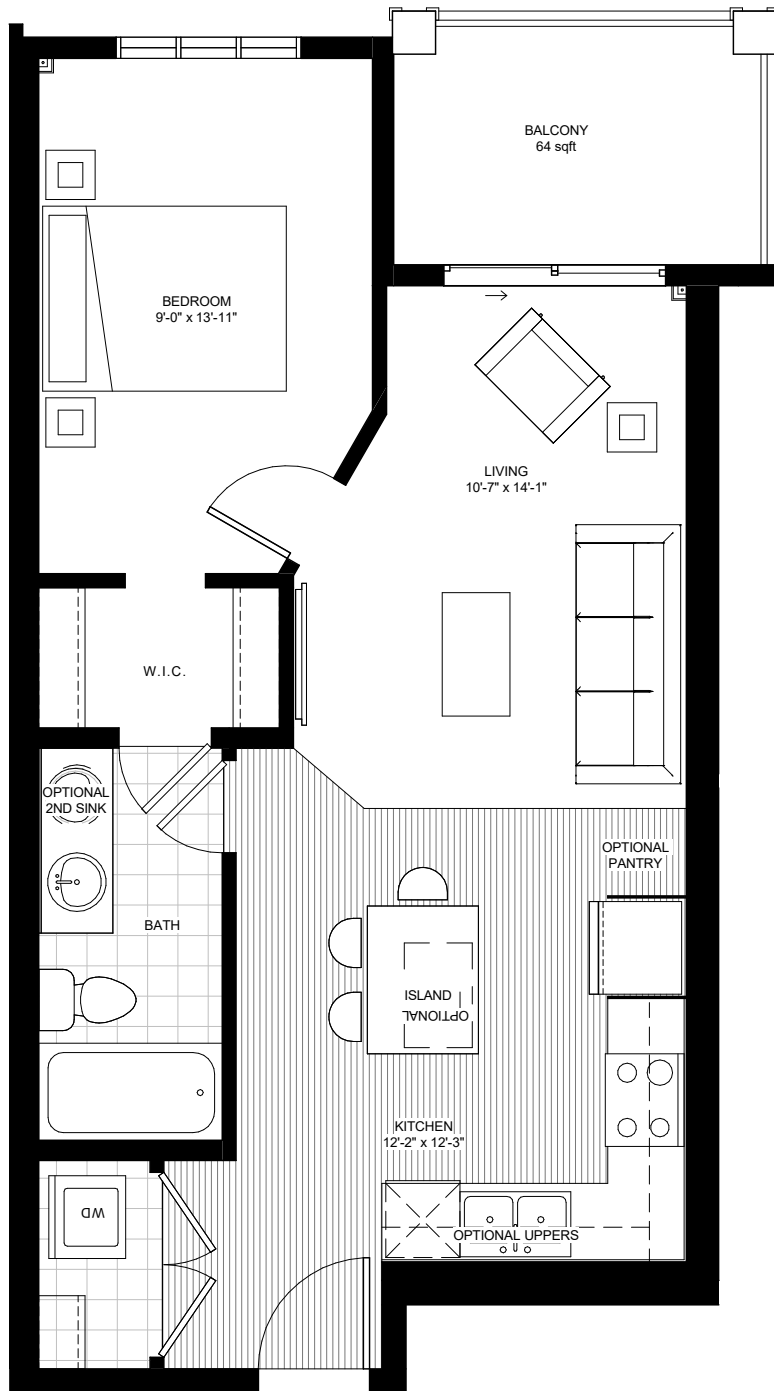 BALCONY
64 sqft
BEDROOM
9'-0" x 13'-11"
LIVING
10'-7" x 14'-1"
W.I.C.
OPTIONAL
2ND SINK
OPTIONAL
PANTRY
BATH
ISLAND
OPTIONAL
KITCHEN
12'-2" x 12'-3"
WD
OPTIONAL UPPERS